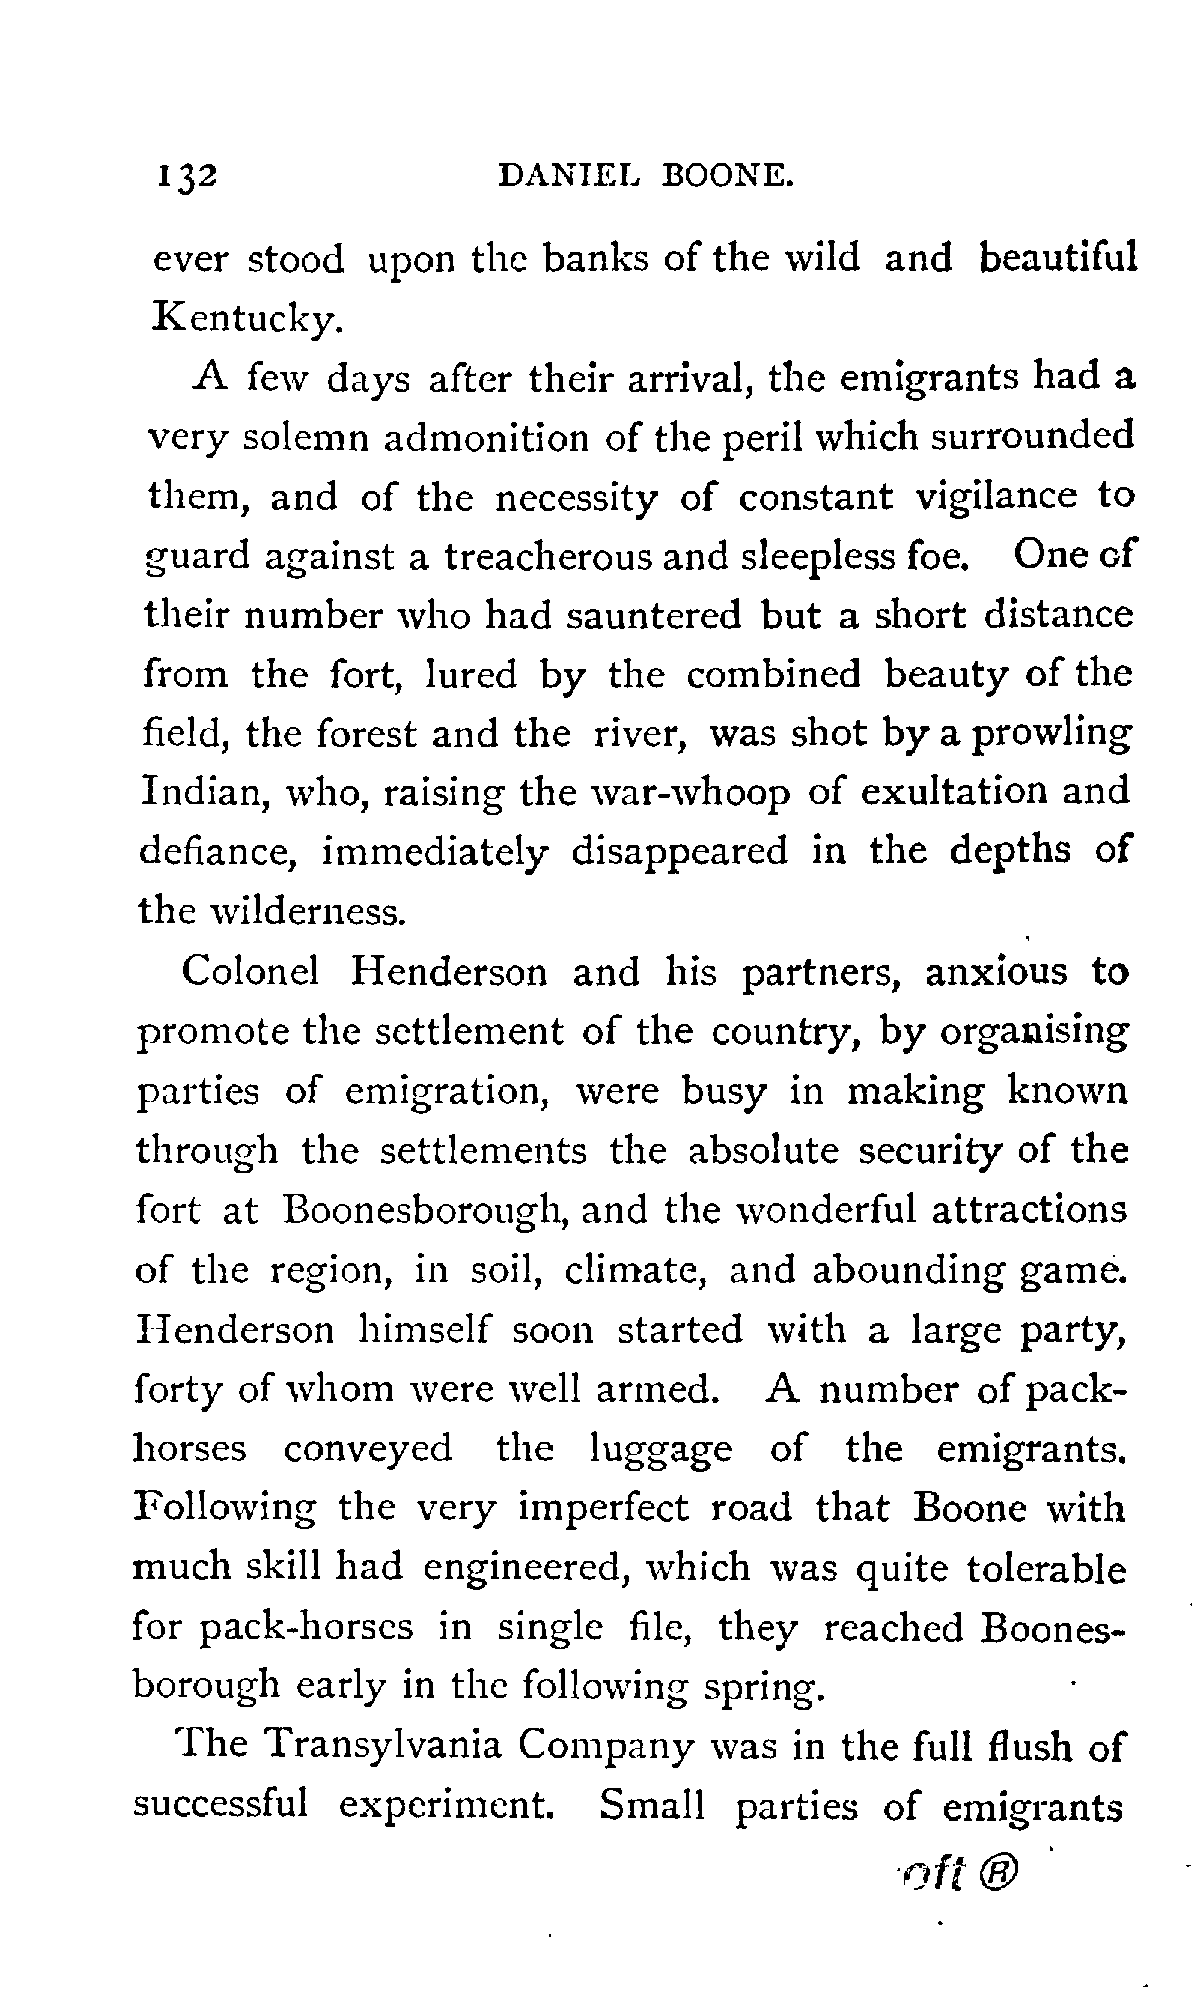 132 DANIEL BOONE.
ever stood upon the banks of the wild and beautiful
Kentucky.
A few days after their arrival, the emigrants had a
very solemn admonition of the peril which surrounded
them, and of the necessity of constant vigilance to
guard against a treacherous and sleepless foe. One of
their number who had sauntered but a short distance
from the fort, lured by the combined beauty of the
field, the forest and the river, was shot by a prowling
Indian, who, raising the war-whoop of exultation and
defiance, immediately disappeared in the depths of
the wilderness.
Colonel Henderson and his partners, anxious to
promote the settlement of the country, by organising
parties of emigration, were busy in making known
through the settlements the absolute security of the
fort at Boonesborough, and the wonderful attractions
of the region, in soil, climate, and abounding game.
Henderson himself soon started with a large party,
forty of whom were well armed. A number of pack-
horses conveyed the luggage of the emigrants.
Following the very imperfect road that Boone with
much skill had engineered, which was quite tolerable
for pack-horses in single file, they reached Boones-
borough early in the following spring.
The Transylvania Company was in the full flush of
successful experiment. Small parties of emigrants
oft ®